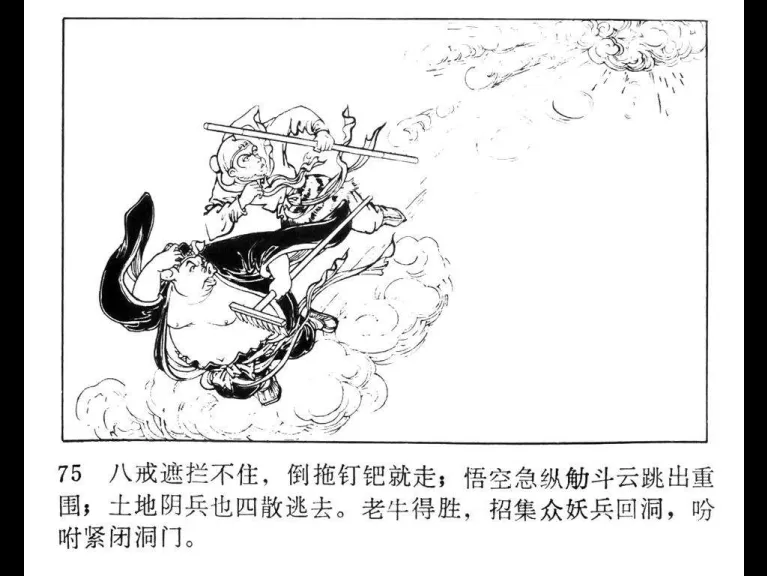 75 八戒遮拦不住，倒拖钉钯就走；悟空急纵觔斗云跳出重
围；土地阴兵也四散逃去。老牛得胜，招集众妖兵回洞，吩
咐紧闭洞门。